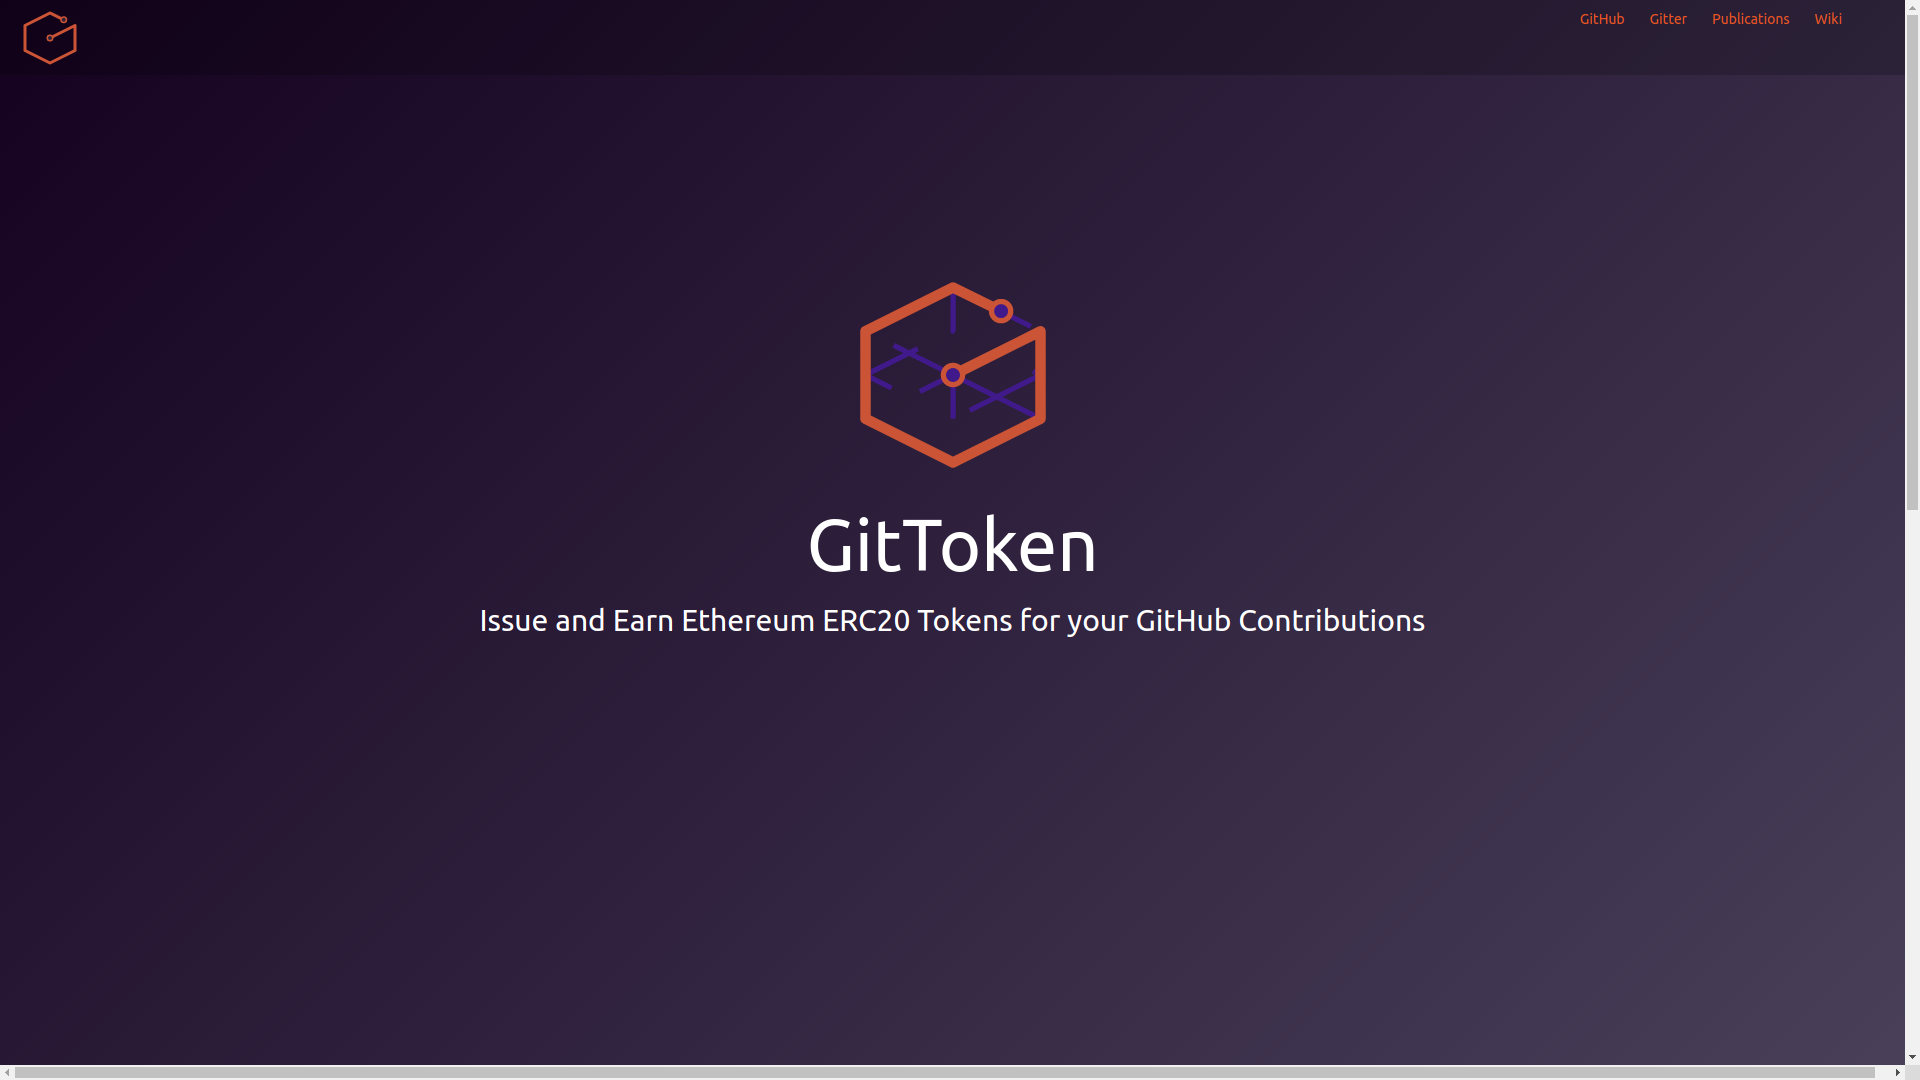 GitHub Gitter Publications Wiki
GitToken
Issue and Earn Ethereum ERC20 Tokens for your GitHub Contributions